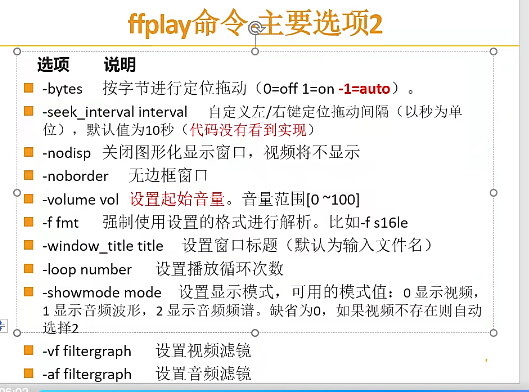 ffplay命令-主要选项2
选项 说明
-bytes 按字节进行定位拖动（0=off 1=on -1=auto）。
-seek_interval interval 自定义左/右键定位拖动间隔（以秒为单
位），默认值为10秒（代码没有看到实现）
-nodisp 关闭图形化显示窗口，视频将不显示
-noborder 无边框窗口
-volume vol 设置起始音量。音量范围[0 ~100]
-f fmt 强制使用设置的格式进行解析。比如-f s16le
-window_title title 设置窗口标题（默认为输入文件名）
-loop number 设置播放循环次数
-showmode mode 设置显示模式，可用的模式值：0 显示视频，
1 显示音频波形，2 显示音频频谱。缺省为0，如果视频不存在则自动
选择2
-vf filtergraph 设置视频滤镜
-af filtergraph 设置音频滤镜